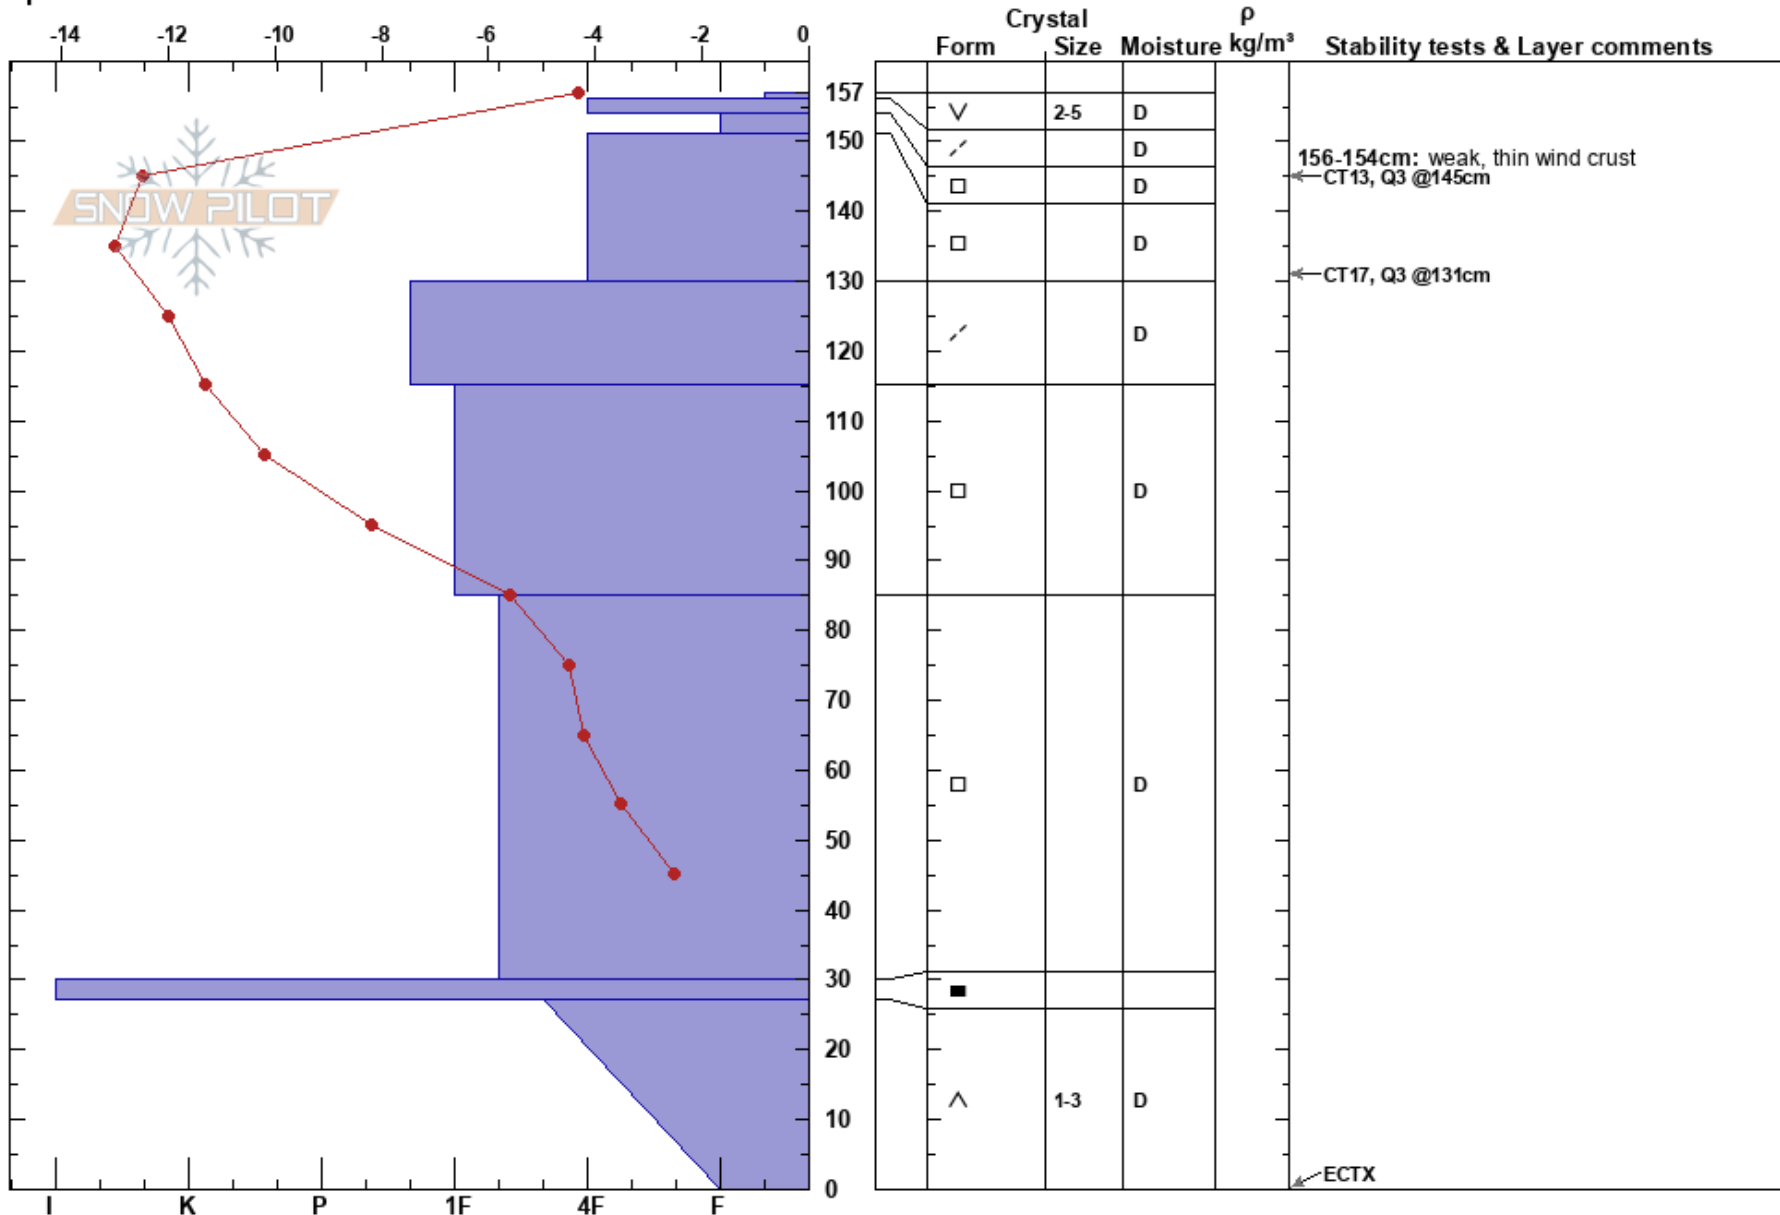 Crystal ρ
-14 -12 -10 -8 -6 -4 -2 0 Form Size Moisture kg/m³ Stability tests & Layer comments
157 2-5 D
150 D 156-154cm: weak, thin wind crust
SNOW PILOT D CT13, Q3 @145cm
140
D
130 CT17, Q3 @131cm
D
120
110
100 D
90
80
70
60 D
50
40
30
20
10 1-3 D
0 ECTX
I K P 1F 4F F